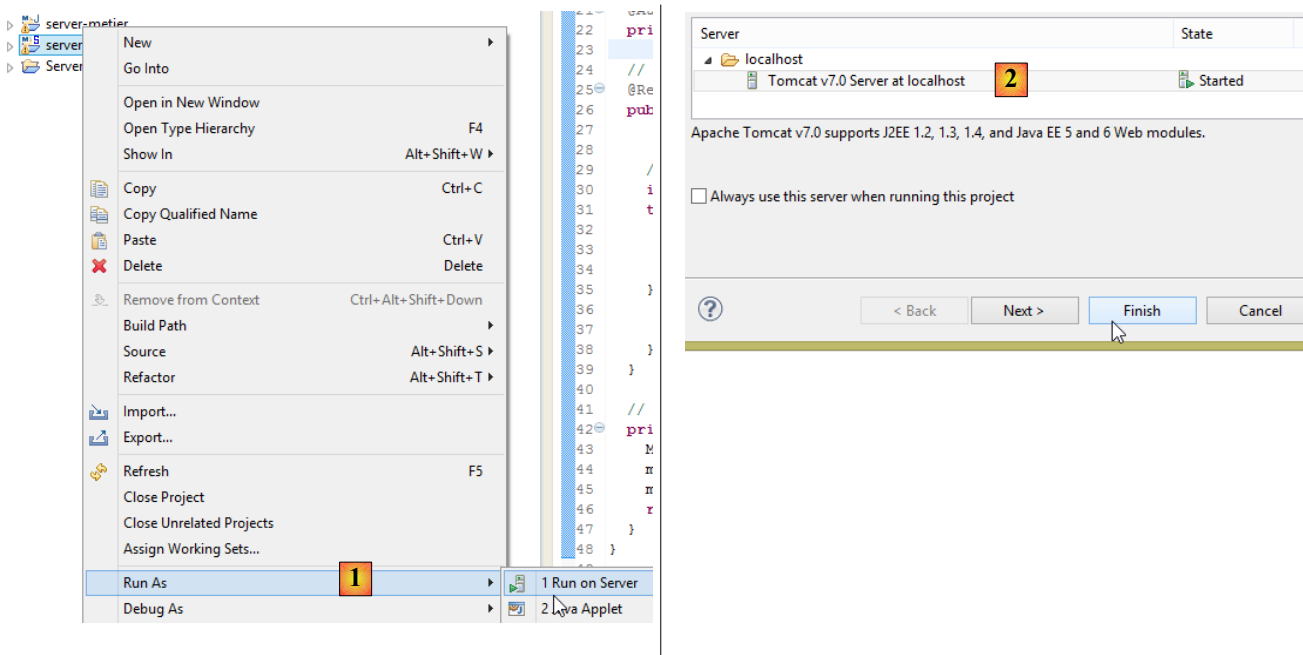 server-metier
server
Server
New
Go Into
Open in New Window
Open Type Hierarchy F4
Show In Alt+Shift+W
Copy Ctrl+C
Copy Qualified Name
Paste Ctrl+V
Delete Delete
Remove from Context Ctrl+Alt+Shift+Down
Build Path
Source Alt+Shift+S
Refactor Alt+Shift+T
Import...
Export...
Refresh F5
Close Project
Close Unrelated Projects
Assign Working Sets...
Run As 1
Debug As
1 Run on Server
2 Java Applet
22 pri
23
24 //
25 @Re
26 pub
27
28
29 /
30 i
31 t
32
33
34
35 }
36
37
38 }
39 }
40
41 //
42 pri
43 M
44 m
45 m
46 r
47 }
48 }
Server State
localhost
Tomcat v7.0 Server at localhost 2 Started
Apache Tomcat v7.0 supports J2EE 1.2, 1.3, 1.4, and Java EE 5 and 6 Web modules.
Always use this server when running this project
? < Back Next > Finish Cancel